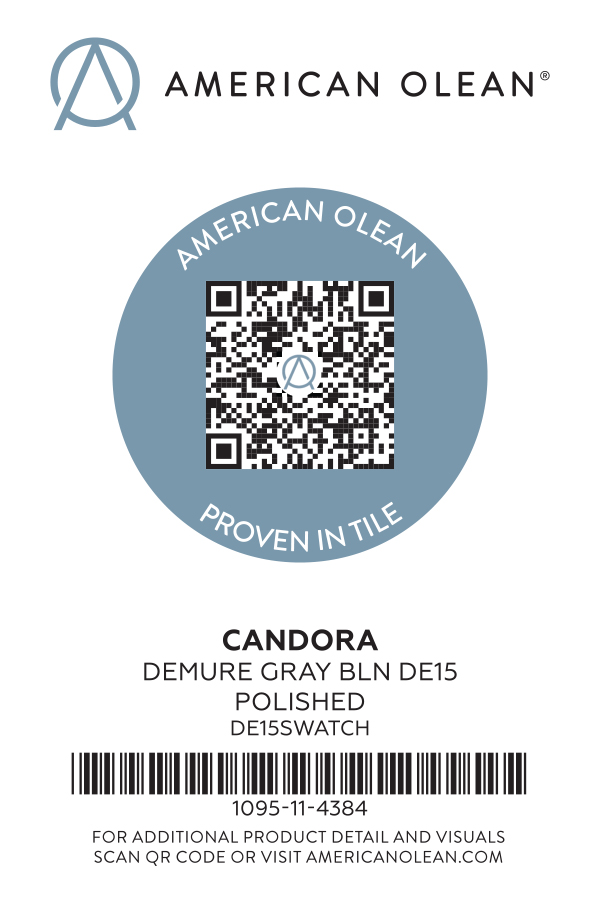 AMERICAN OLEAN®
AMERICAN OLEAN
PROVEN IN TILE
CANDORA
DEMURE GRAY BLN DE15
POLISHED
DE15SWATCH
1095-11-4384
FOR ADDITIONAL PRODUCT DETAIL AND VISUALS
SCAN QR CODE OR VISIT AMERICANOLEAN.COM